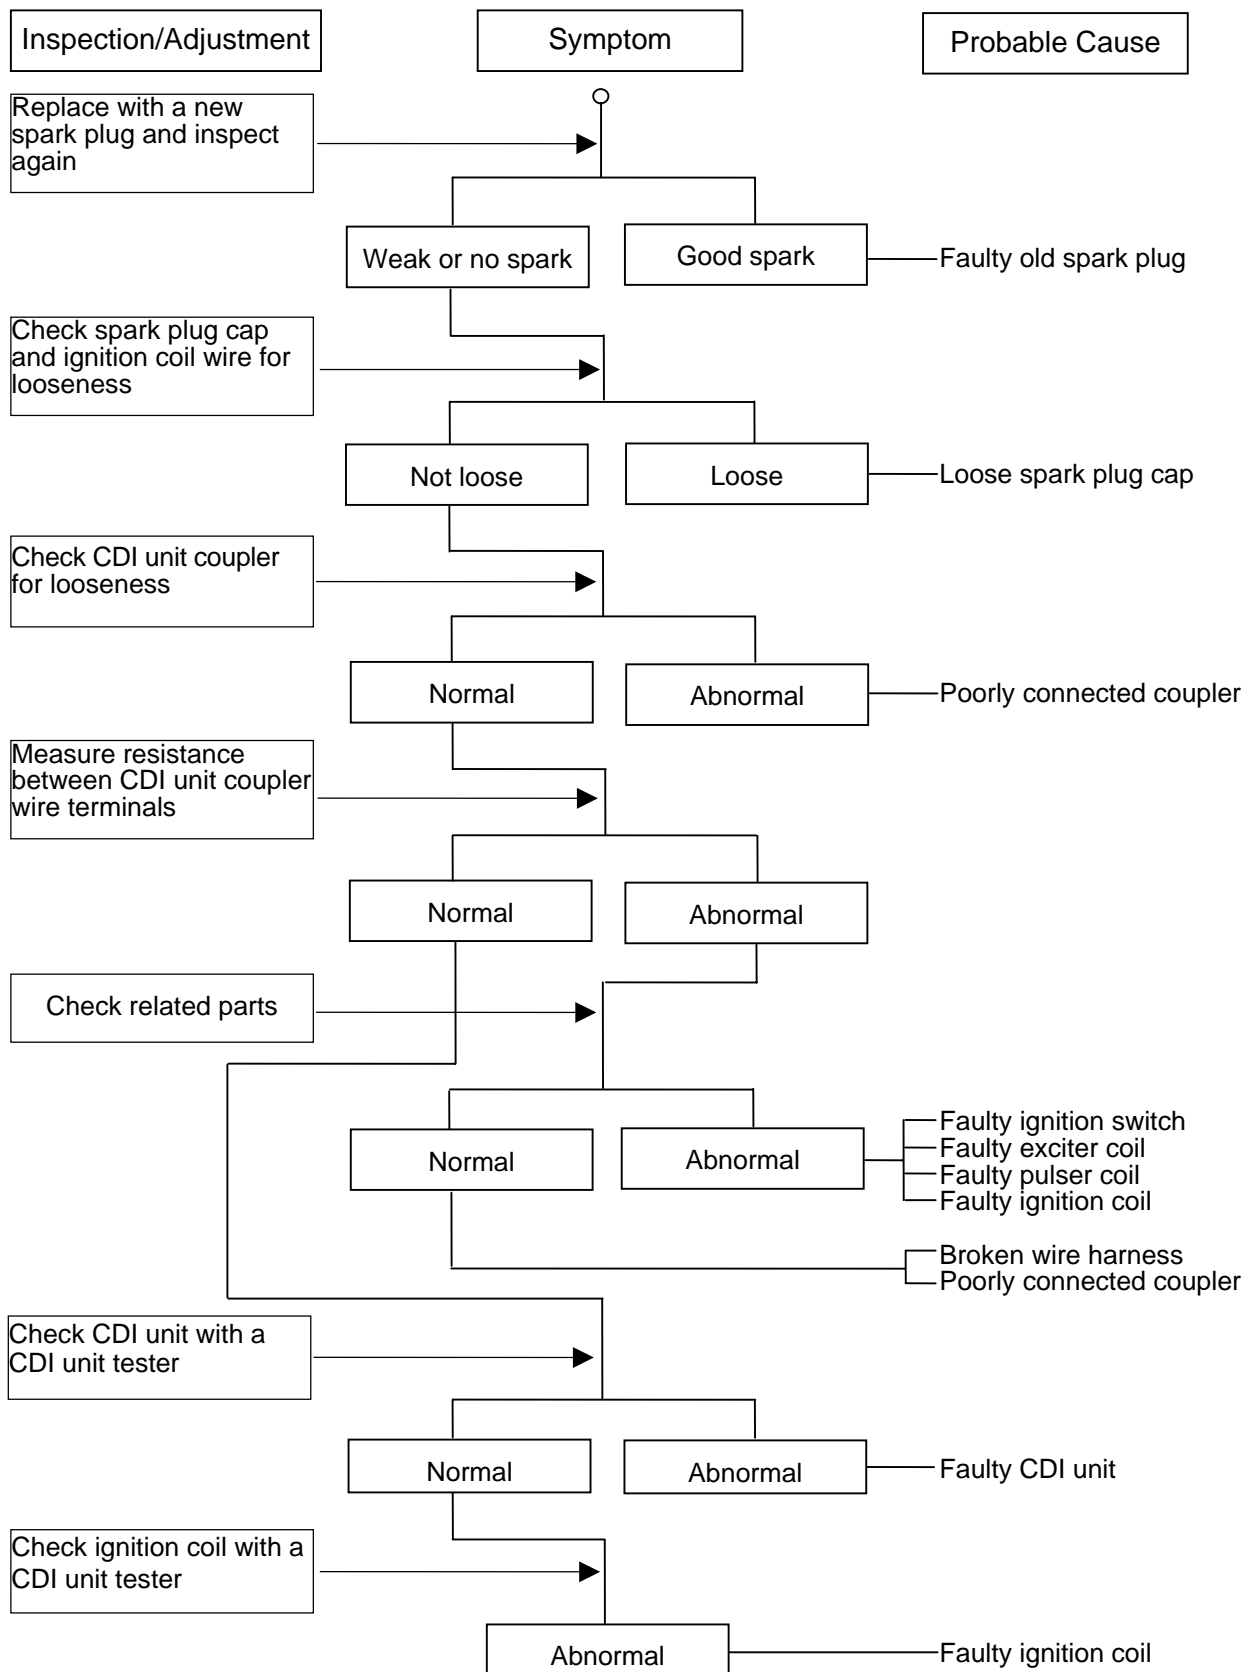 Inspection/Adjustment
Symptom
Probable Cause
Replace with a new
spark plug and inspect
again
Weak or no spark
Good spark
Faulty old spark plug
Check spark plug cap
and ignition coil wire for
looseness
Not loose
Loose
Loose spark plug cap
Check CDI unit coupler
for looseness
Normal
Abnormal
Poorly connected coupler
Measure resistance
between CDI unit coupler
wire terminals
Normal
Abnormal
Check related parts
Normal
Abnormal
Faulty ignition switch
Faulty exciter coil
Faulty pulser coil
Faulty ignition coil
Broken wire harness
Poorly connected coupler
Check CDI unit with a
CDI unit tester
Normal
Abnormal
Faulty CDI unit
Check ignition coil with a
CDI unit tester
Abnormal
Faulty ignition coil